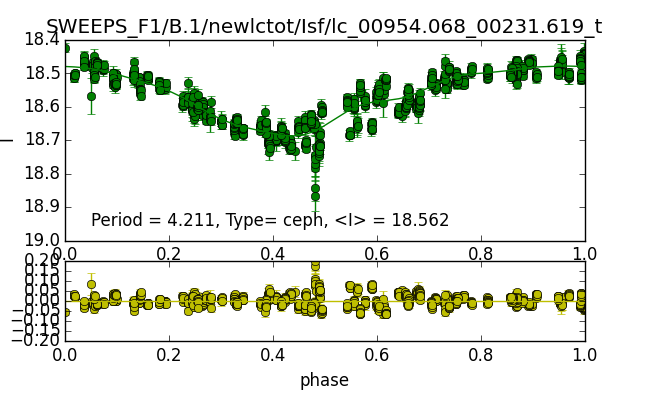 SWEEPS_F1/B.1/newlctot/Isf/lc_00954.068_00231.619_t
18.4
18.5
18.6
18.7
18.8
18.9
19.0
I
Period = 4.211, Type= ceph, <I> = 18.562
0.0 0.2 0.4 0.6 0.8 1.0
0.20
0.15
0.10
0.05
0.00
−0.05
−0.10
−0.15
−0.20
0.0 0.2 0.4 0.6 0.8 1.0
phase